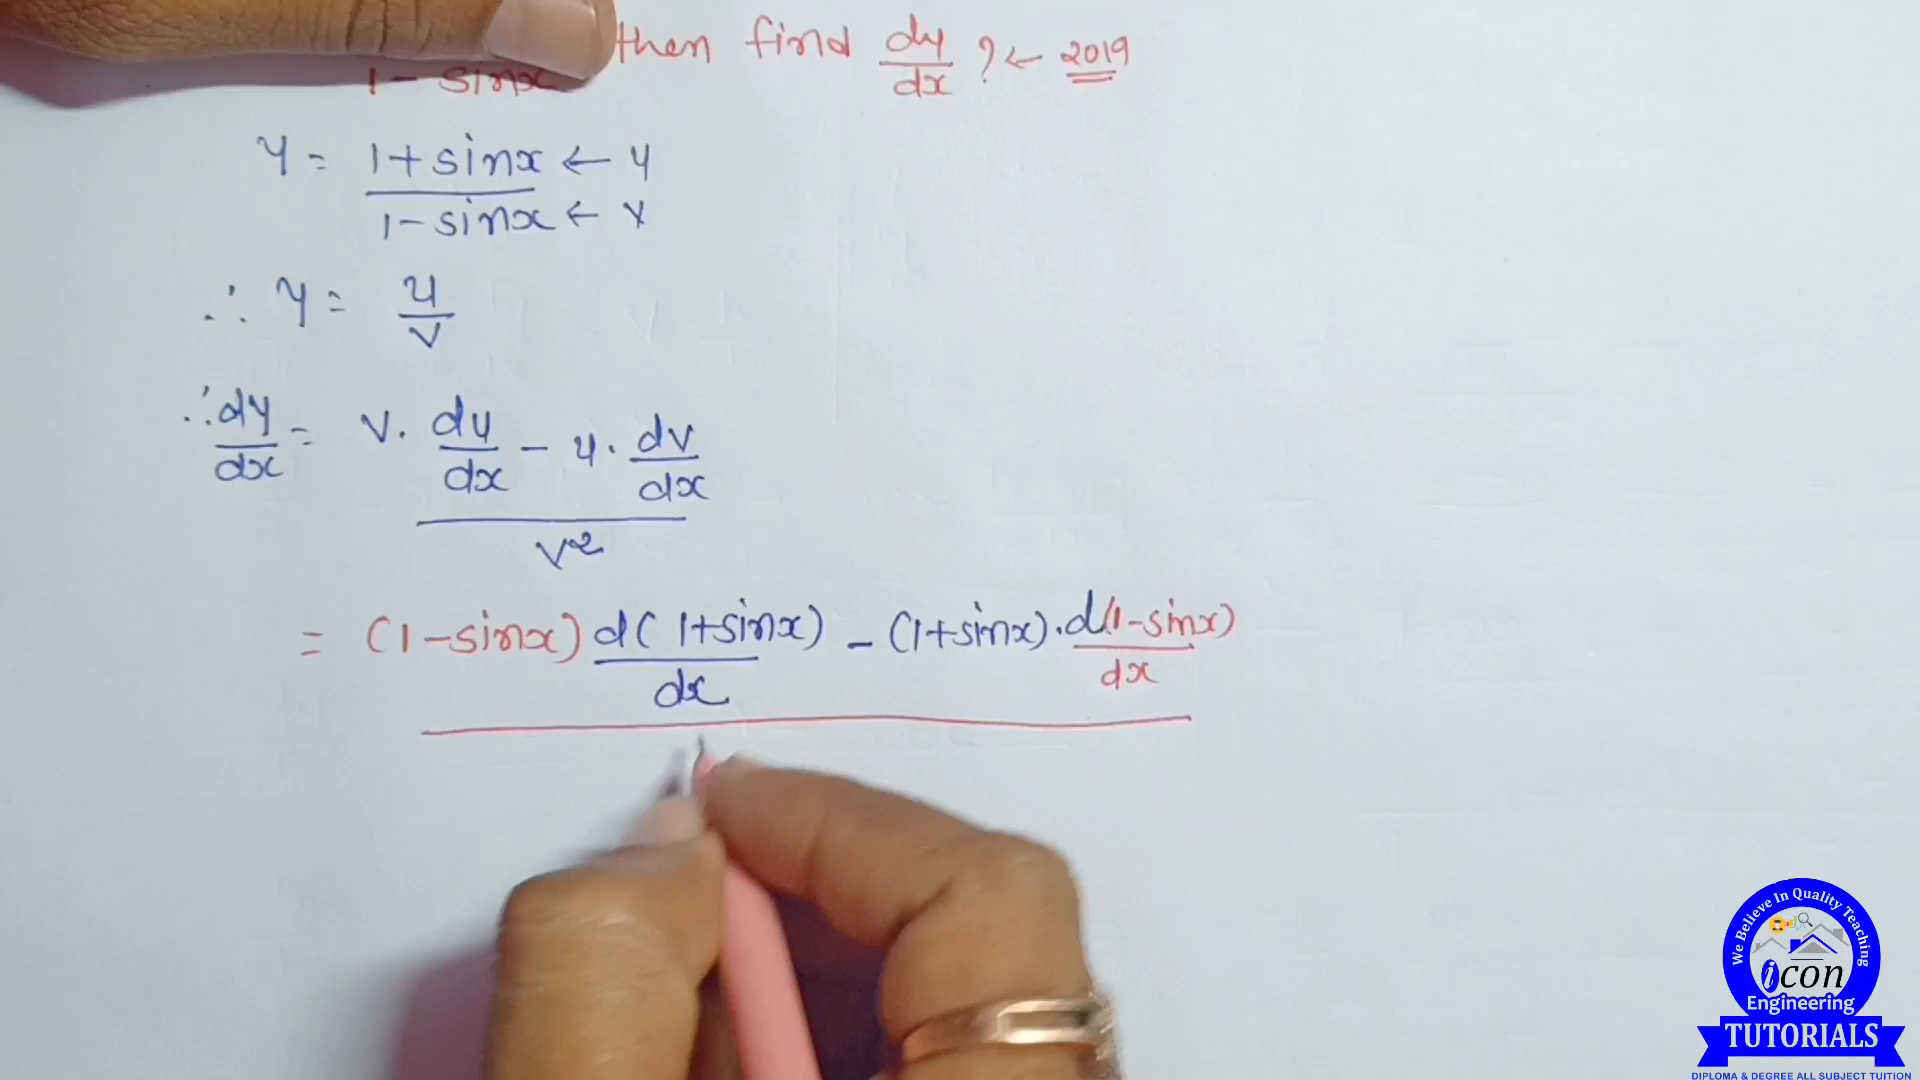 then find dy/dx ? ← 2019
1 - sinx
y = 1+sinx ← u
1-sinx ← v
∴ y = u/v
∴ dy/dx = v. du/dx - u. dv/dx
v²
= (1-sinx) d(1+sinx)/dx - (1+sinx) . d(1-sinx)/dx
We Believe In Quality Teaching
icon
Engineering
TUTORIALS
DIPLOMA & DEGREE ALL SUBJECT TUITION